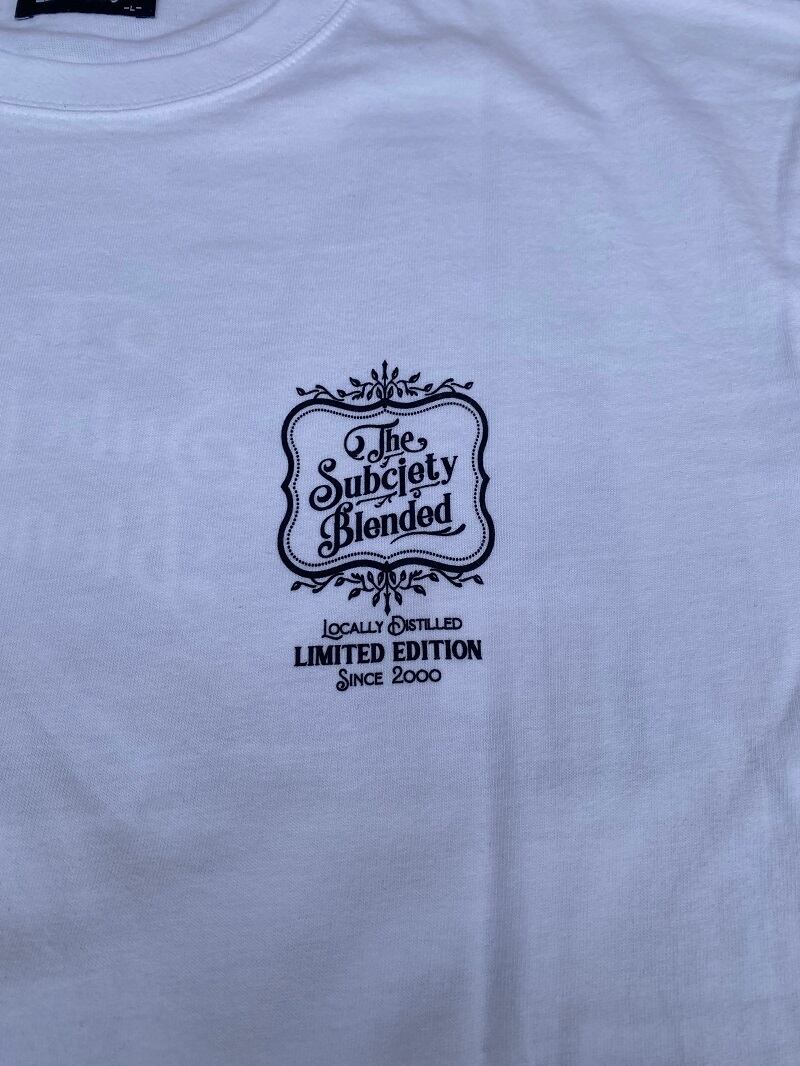 -L-
The
Subciety
Blended
LOCALLY DISTILLED
LIMITED EDITION
SINCE 2000